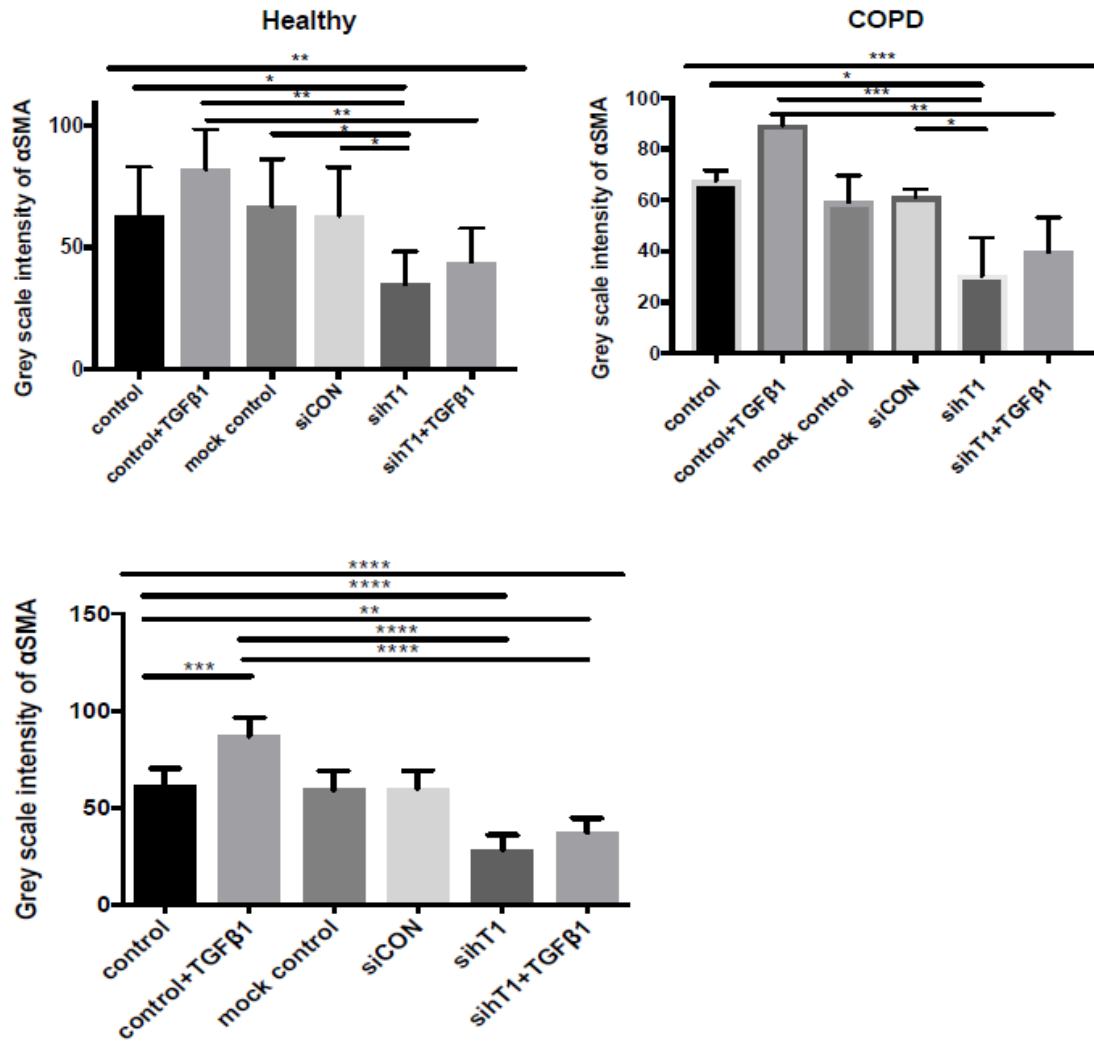 Healthy
**
*
**
**
*
*
Grey scale intensity of αSMA
100
50
0
control
control+TGFβ1
mock control
siCON
sihT1
sihT1+TGFβ1
COPD
***
*
***
**
*
Grey scale intensity of αSMA
100
80
60
40
20
0
control
control+TGFβ1
mock control
siCON
sihT1
sihT1+TGFβ1
****
****
**
****
****
***
Grey scale intensity of αSMA
150
100
50
0
control
control+TGFβ1
mock control
siCON
sihT1
sihT1+TGFβ1